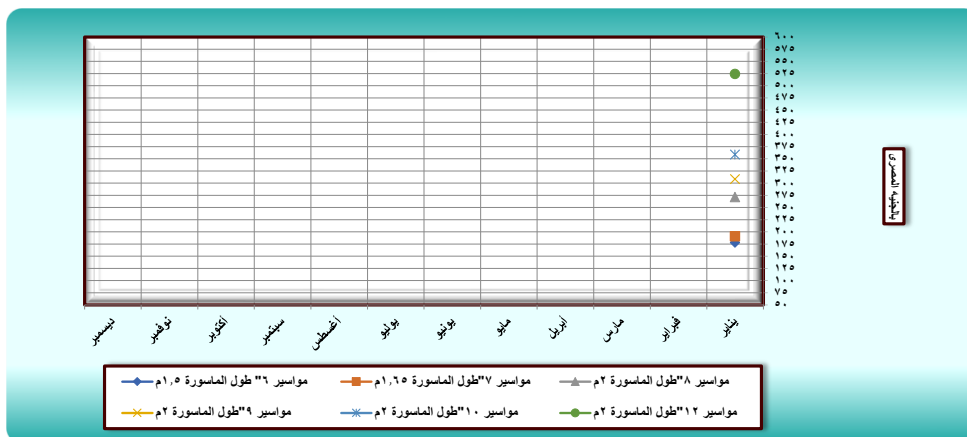 ٦٠٠
٥٧٥
٥٥٠
٥٢٥
٥٠٠
٤٧٥
٤٥٠
٤٢٥
٤٠٠
٣٧٥
٣٥٠
٣٢٥
٣٠٠
٢٧٥
٢٥٠
٢٢٥
٢٠٠
١٧٥
١٥٠
١٢٥
١٠٠
٧٥
٥٠
بالجنيه المصرى
يناير
فبراير
مارس
أبريل
مايو
يونيو
يوليو
أغسطس
سبتمبر
أكتوبر
نوفمبر
ديسمبر
مواسير ٦" طول الماسورة ١,٥م
مواسير ٧"طول الماسورة ١,٦٥م
مواسير ٨"طول الماسورة ٢م
مواسير ٩"طول الماسورة ٢م
مواسير ١٠"طول الماسورة ٢م
مواسير ١٢"طول الماسورة ٢م